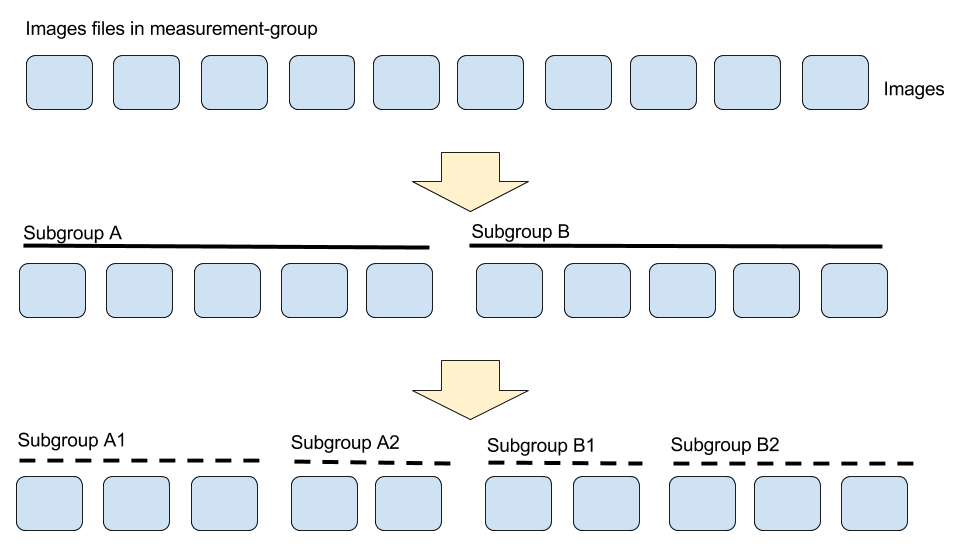 Images files in measurement-group
Images
Subgroup A
Subgroup B
Subgroup A1
Subgroup A2
Subgroup B1
Subgroup B2